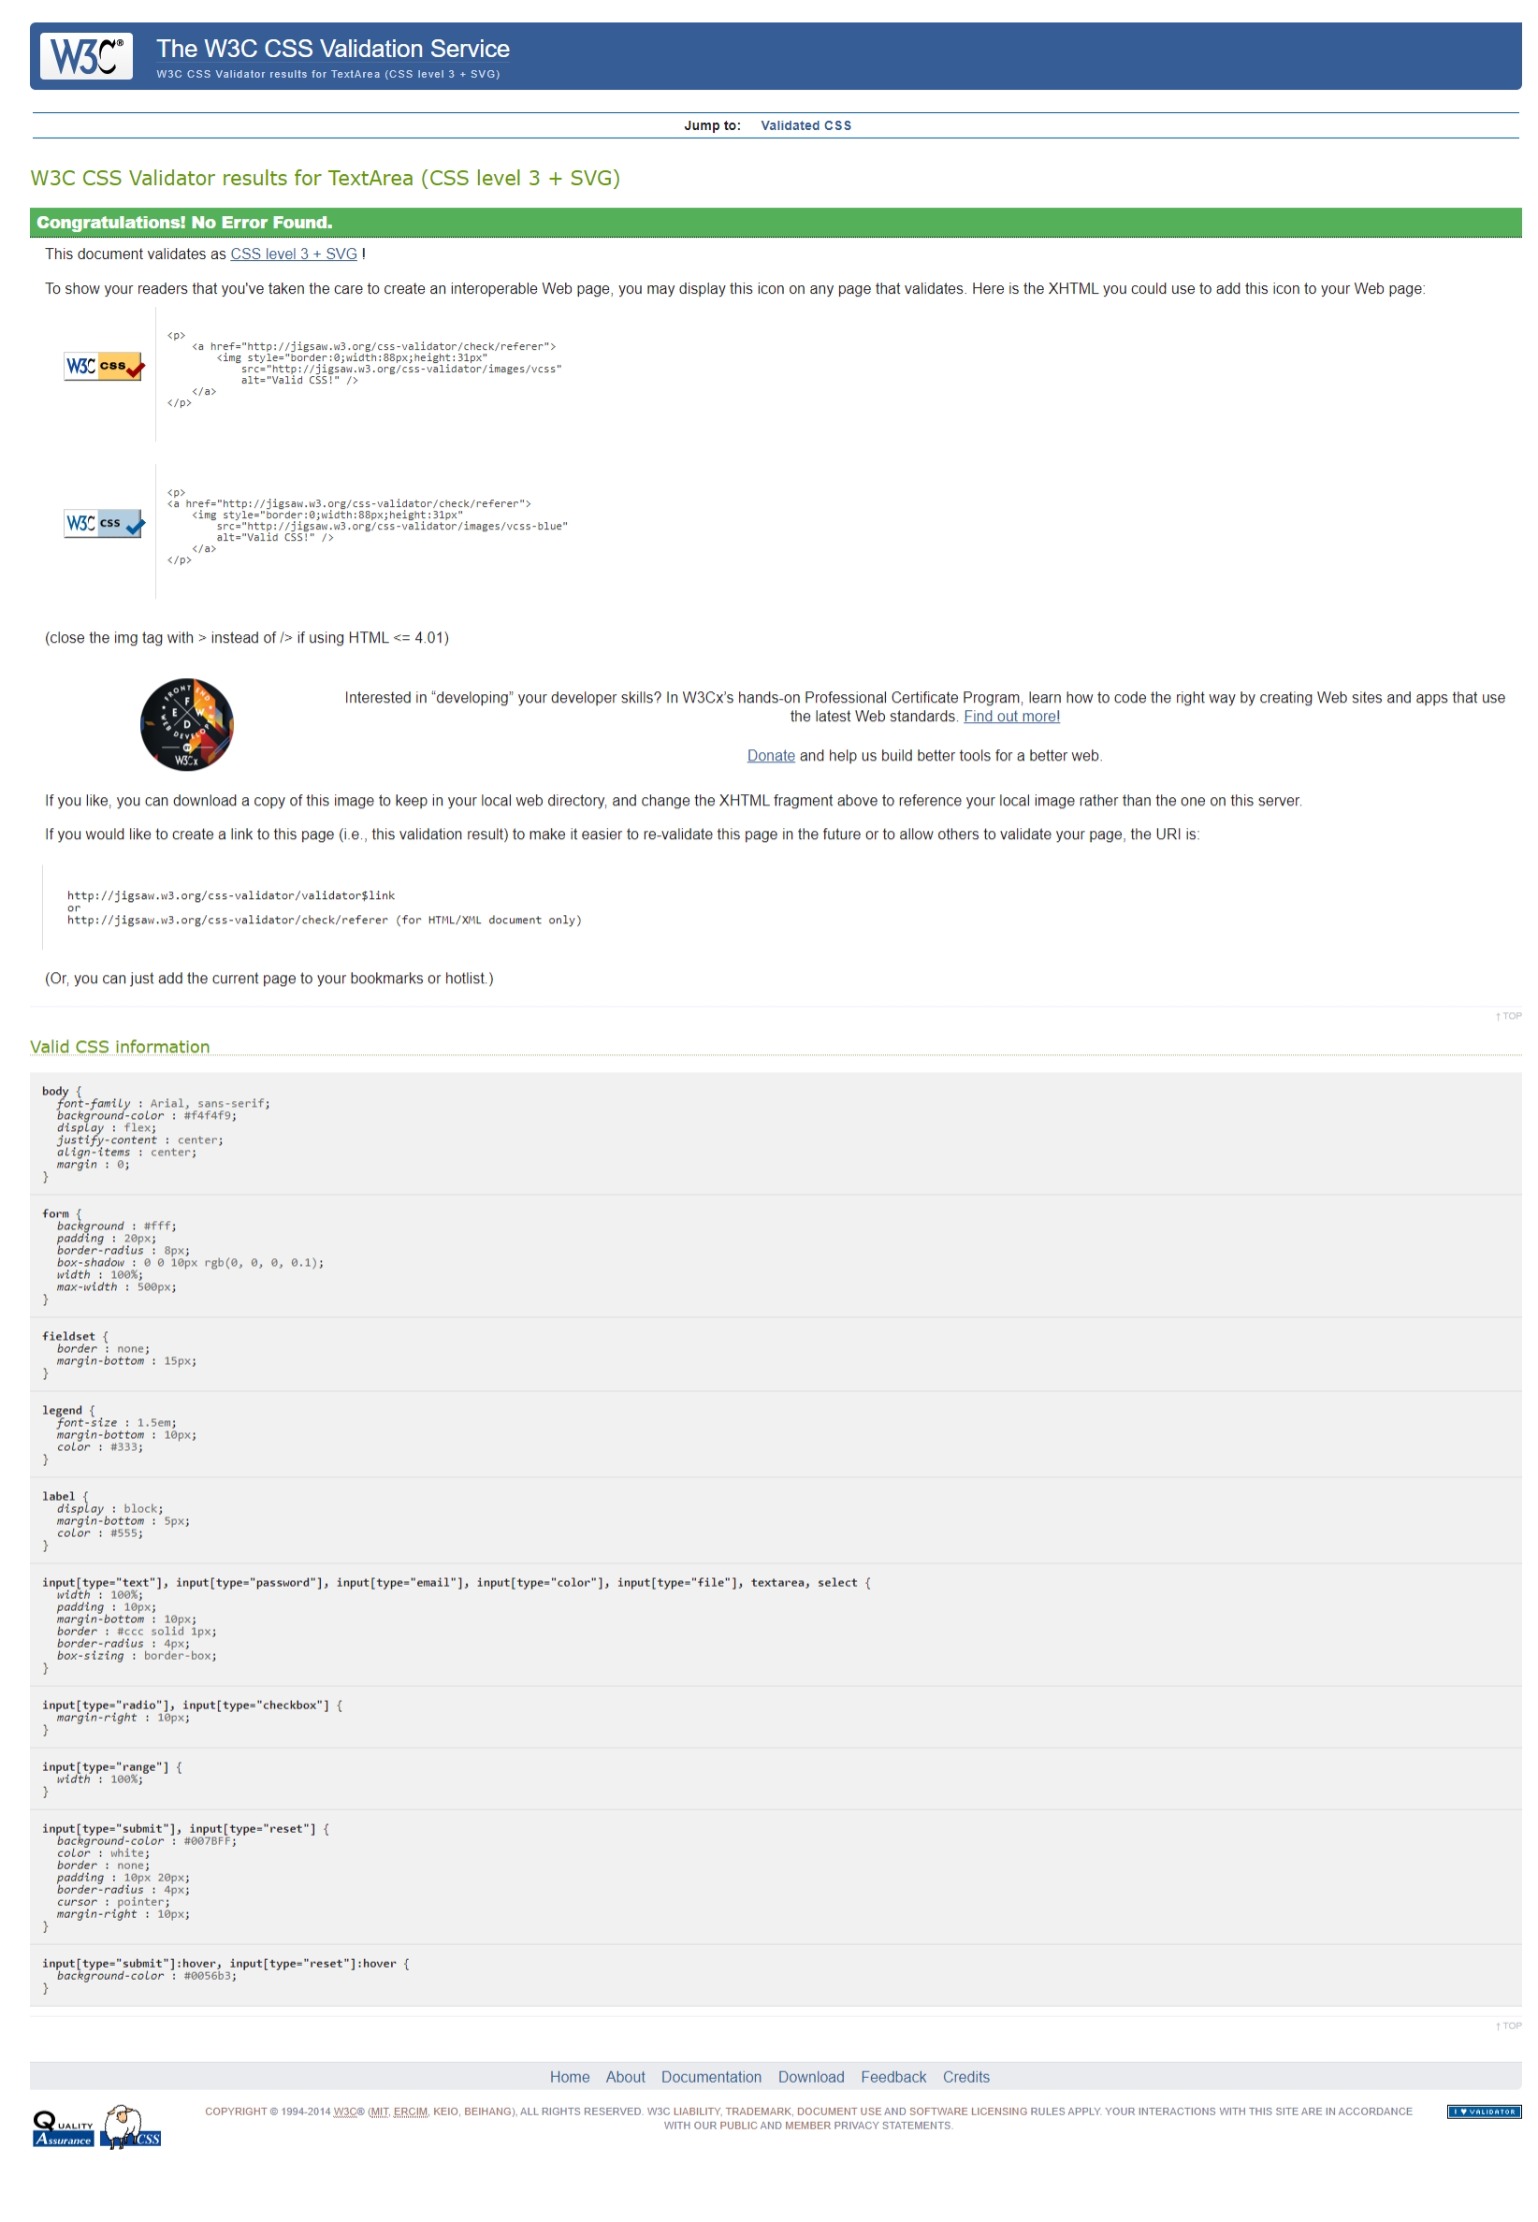 W3C®
The W3C CSS Validation Service
W3C CSS Validator results for TextArea (CSS level 3 + SVG)
Jump to: Validated CSS
W3C CSS Validator results for TextArea (CSS level 3 + SVG)
Congratulations! No Error Found.
This document validates as CSS level 3 + SVG !
To show your readers that you've taken the care to create an interoperable Web page, you may display this icon on any page that validates. Here is the XHTML you could use to add this icon to your Web page:
W3C css
<p>
    <a href="http://jigsaw.w3.org/css-validator/check/referer">
        <img style="border:0;width:88px;height:31px"
            src="http://jigsaw.w3.org/css-validator/images/vcss"
            alt="Valid CSS!" />
    </a>
</p>
W3C css
<p>
<a href="http://jigsaw.w3.org/css-validator/check/referer">
    <img style="border:0;width:88px;height:31px"
        src="http://jigsaw.w3.org/css-validator/images/vcss-blue"
        alt="Valid CSS!" />
    </a>
</p>
(close the img tag with > instead of /> if using HTML <= 4.01)
FRONT END
F
E W
D
WEB DEVELOPER
W3Cx
Interested in “developing” your developer skills? In W3Cx’s hands-on Professional Certificate Program, learn how to code the right way by creating Web sites and apps that use
the latest Web standards. Find out more!
Donate and help us build better tools for a better web.
If you like, you can download a copy of this image to keep in your local web directory, and change the XHTML fragment above to reference your local image rather than the one on this server.
If you would like to create a link to this page (i.e., this validation result) to make it easier to re-validate this page in the future or to allow others to validate your page, the URI is:
http://jigsaw.w3.org/css-validator/validator$link
or
http://jigsaw.w3.org/css-validator/check/referer (for HTML/XML document only)
(Or, you can just add the current page to your bookmarks or hotlist.)
↑ TOP
Valid CSS information
body {
  font-family : Arial, sans-serif;
  background-color : #f4f4f9;
  display : flex;
  justify-content : center;
  align-items : center;
  margin : 0;
}
form {
  background : #fff;
  padding : 20px;
  border-radius : 8px;
  box-shadow : 0 0 10px rgb(0, 0, 0, 0.1);
  width : 100%;
  max-width : 500px;
}
fieldset {
  border : none;
  margin-bottom : 15px;
}
legend {
  font-size : 1.5em;
  margin-bottom : 10px;
  color : #333;
}
label {
  display : block;
  margin-bottom : 5px;
  color : #555;
}
input[type="text"], input[type="password"], input[type="email"], input[type="color"], input[type="file"], textarea, select {
  width : 100%;
  padding : 10px;
  margin-bottom : 10px;
  border : #ccc solid 1px;
  border-radius : 4px;
  box-sizing : border-box;
}
input[type="radio"], input[type="checkbox"] {
  margin-right : 10px;
}
input[type="range"] {
  width : 100%;
}
input[type="submit"], input[type="reset"] {
  background-color : #007BFF;
  color : white;
  border : none;
  padding : 10px 20px;
  border-radius : 4px;
  cursor : pointer;
  margin-right : 10px;
}
input[type="submit"]:hover, input[type="reset"]:hover {
  background-color : #0056b3;
}
↑ TOP
Home About Documentation Download Feedback Credits
QUALITY
Assurance
CSS
COPYRIGHT © 1994-2014 W3C® (MIT, ERCIM, KEIO, BEIHANG), ALL RIGHTS RESERVED. W3C LIABILITY, TRADEMARK, DOCUMENT USE AND SOFTWARE LICENSING RULES APPLY. YOUR INTERACTIONS WITH THIS SITE ARE IN ACCORDANCE
WITH OUR PUBLIC AND MEMBER PRIVACY STATEMENTS.
I ♥ VALIDATOR